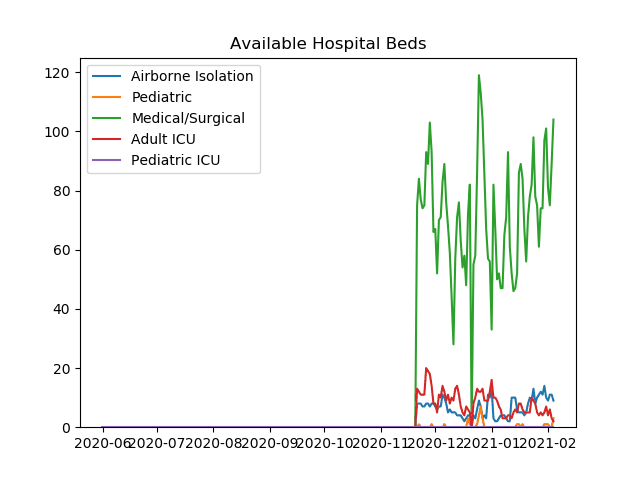 Available Hospital Beds
120
100
80
60
40
20
0
Airborne Isolation
Pediatric
Medical/Surgical
Adult ICU
Pediatric ICU
2020-06 2020-07 2020-08 2020-09 2020-10 2020-11 2020-12 2021-01 2021-02